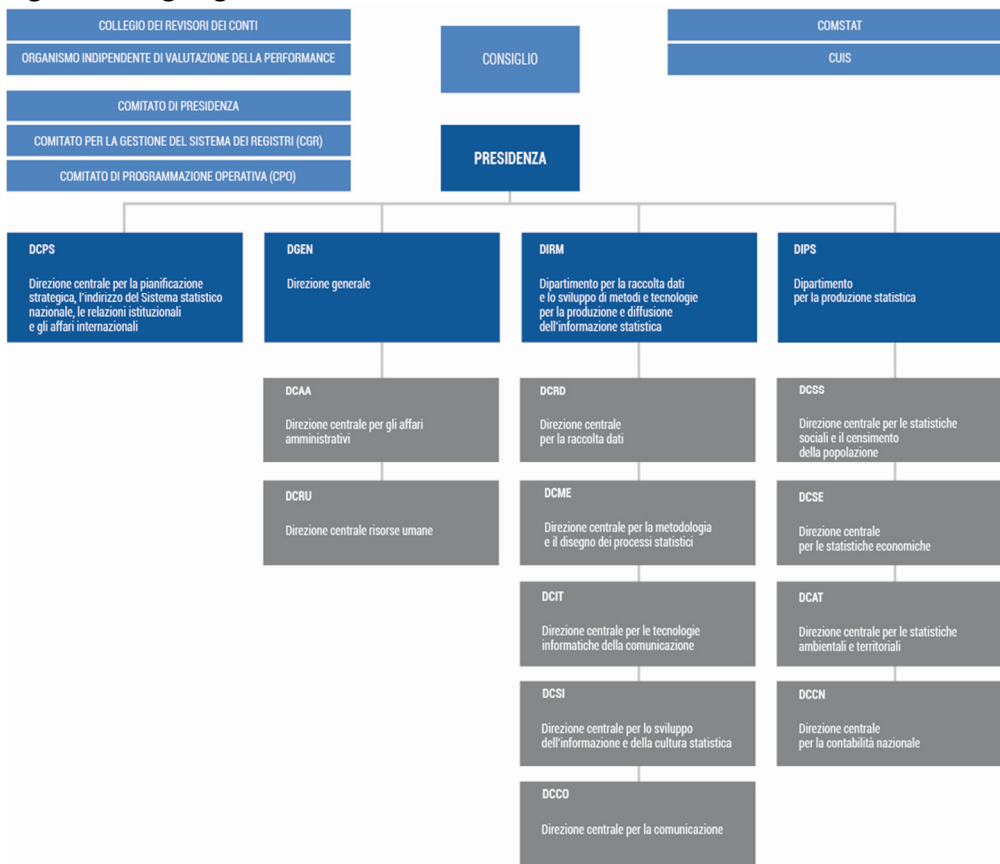 COLLEGIO DEI REVISORI DEI CONTI
ORGANISMO INDIPENDENTE DI VALUTAZIONE DELLA PERFORMANCE
CONSIGLIO
COMSTAT
CUIS
COMITATO DI PRESIDENZA
COMITATO PER LA GESTIONE DEL SISTEMA DEI REGISTRI (CGR)
COMITATO DI PROGRAMMAZIONE OPERATIVA (CPO)
PRESIDENZA
DCPS
Direzione centrale per la pianificazione
strategica, l'indirizzo del Sistema statistico
nazionale, le relazioni istituzionali
e gli affari internazionali
DGEN
Direzione generale
DIRM
Dipartimento per la raccolta dati
e lo sviluppo di metodi e tecnologie
per la produzione e diffusione
dell'informazione statistica
DIPS
Dipartimento
per la produzione statistica
DCAA
Direzione centrale per gli affari
amministrativi
DCRU
Direzione centrale risorse umane
DCRD
Direzione centrale
per la raccolta dati
DCME
Direzione centrale per la metodologia
e il disegno dei processi statistici
DCIT
Direzione centrale per le tecnologie
informatiche della comunicazione
DCSI
Direzione centrale per lo sviluppo
dell'informazione e della cultura statistica
DCCO
Direzione centrale per la comunicazione
DCSS
Direzione centrale per le statistiche
sociali e il censimento
della popolazione
DCSE
Direzione centrale
per le statistiche economiche
DCAT
Direzione centrale per le statistiche
ambientali e territoriali
DCCN
Direzione centrale
per la contabilità nazionale